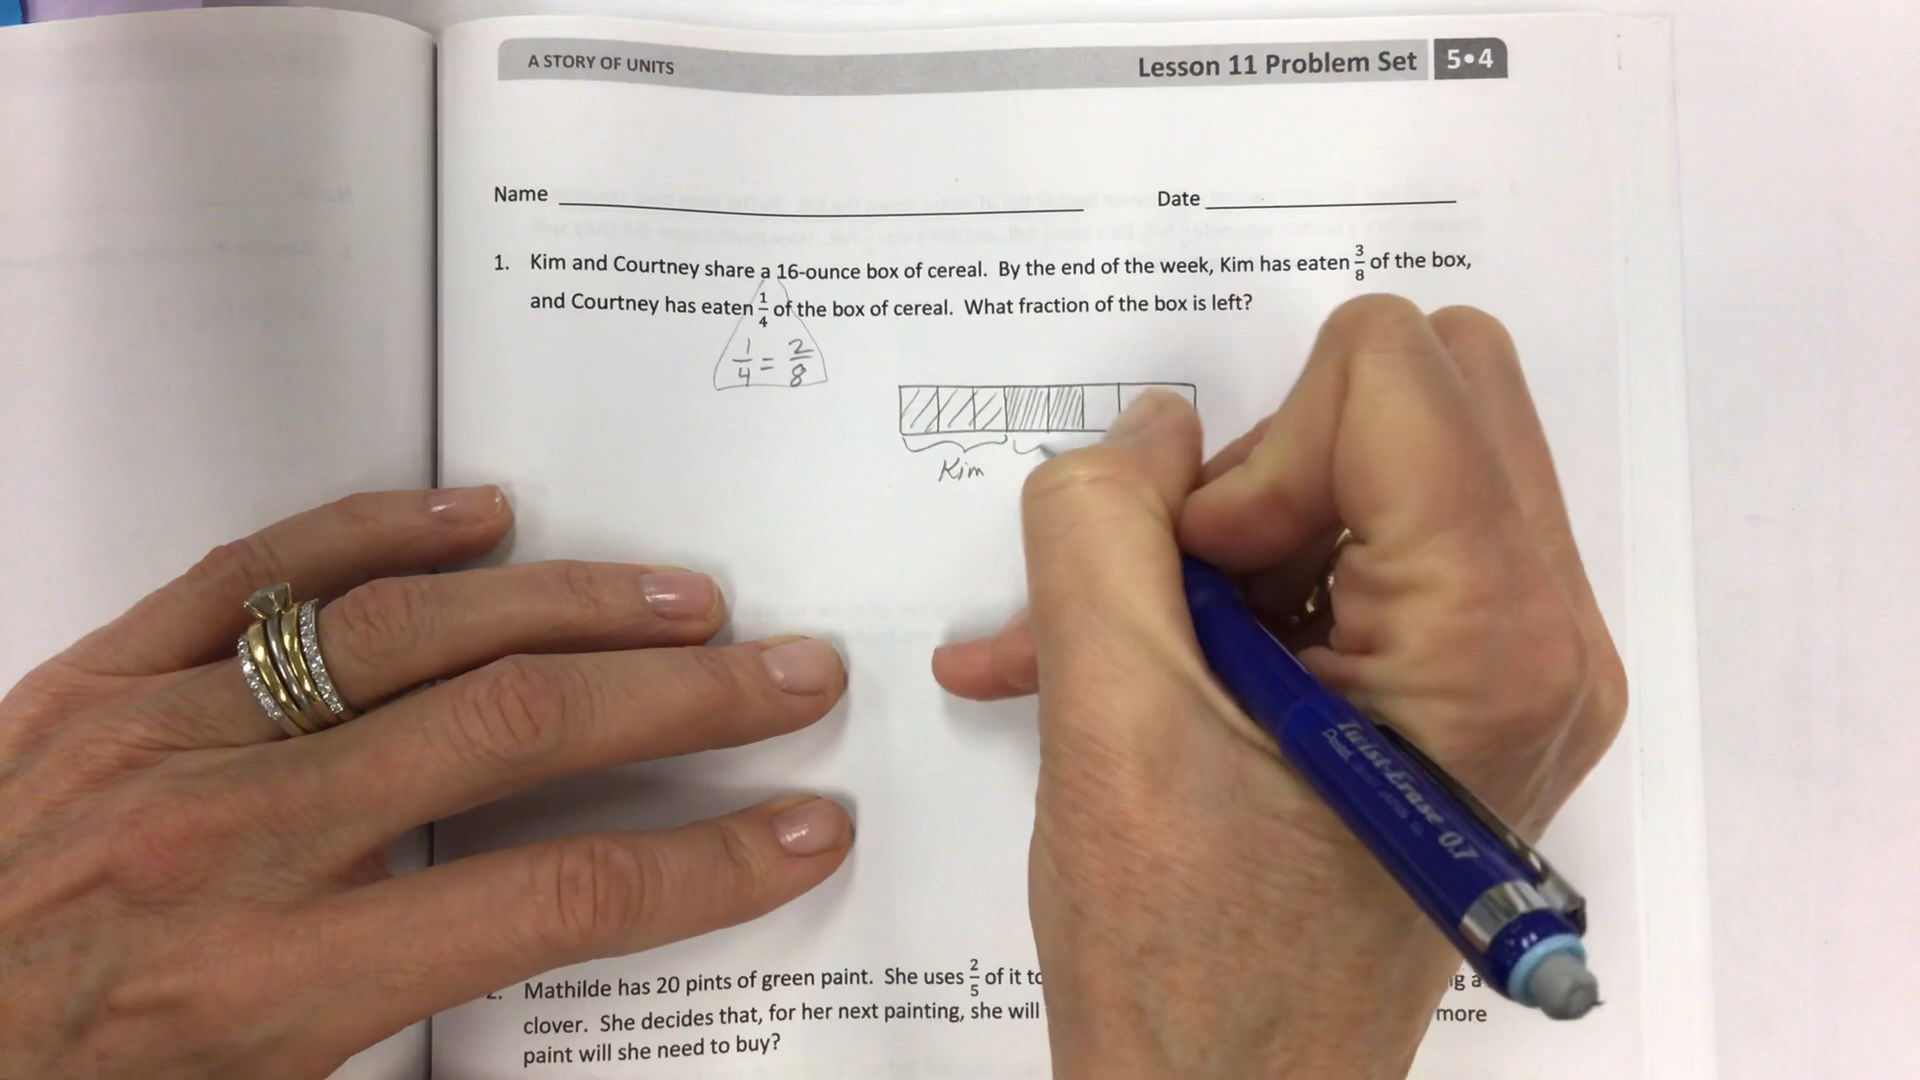 A STORY OF UNITS
Lesson 11 Problem Set 5•4
Name Date
1. Kim and Courtney share a 16-ounce box of cereal. By the end of the week, Kim has eaten 3/8 of the box,
and Courtney has eaten 1/4 of the box of cereal. What fraction of the box is left?
1/4 = 2/8
Kim
2. Mathilde has 20 pints of green paint. She uses 2/5 of it
clover. She decides that, for her next painting, she will more
paint will she need to buy?
Twist-Erase 0.7
Pentel